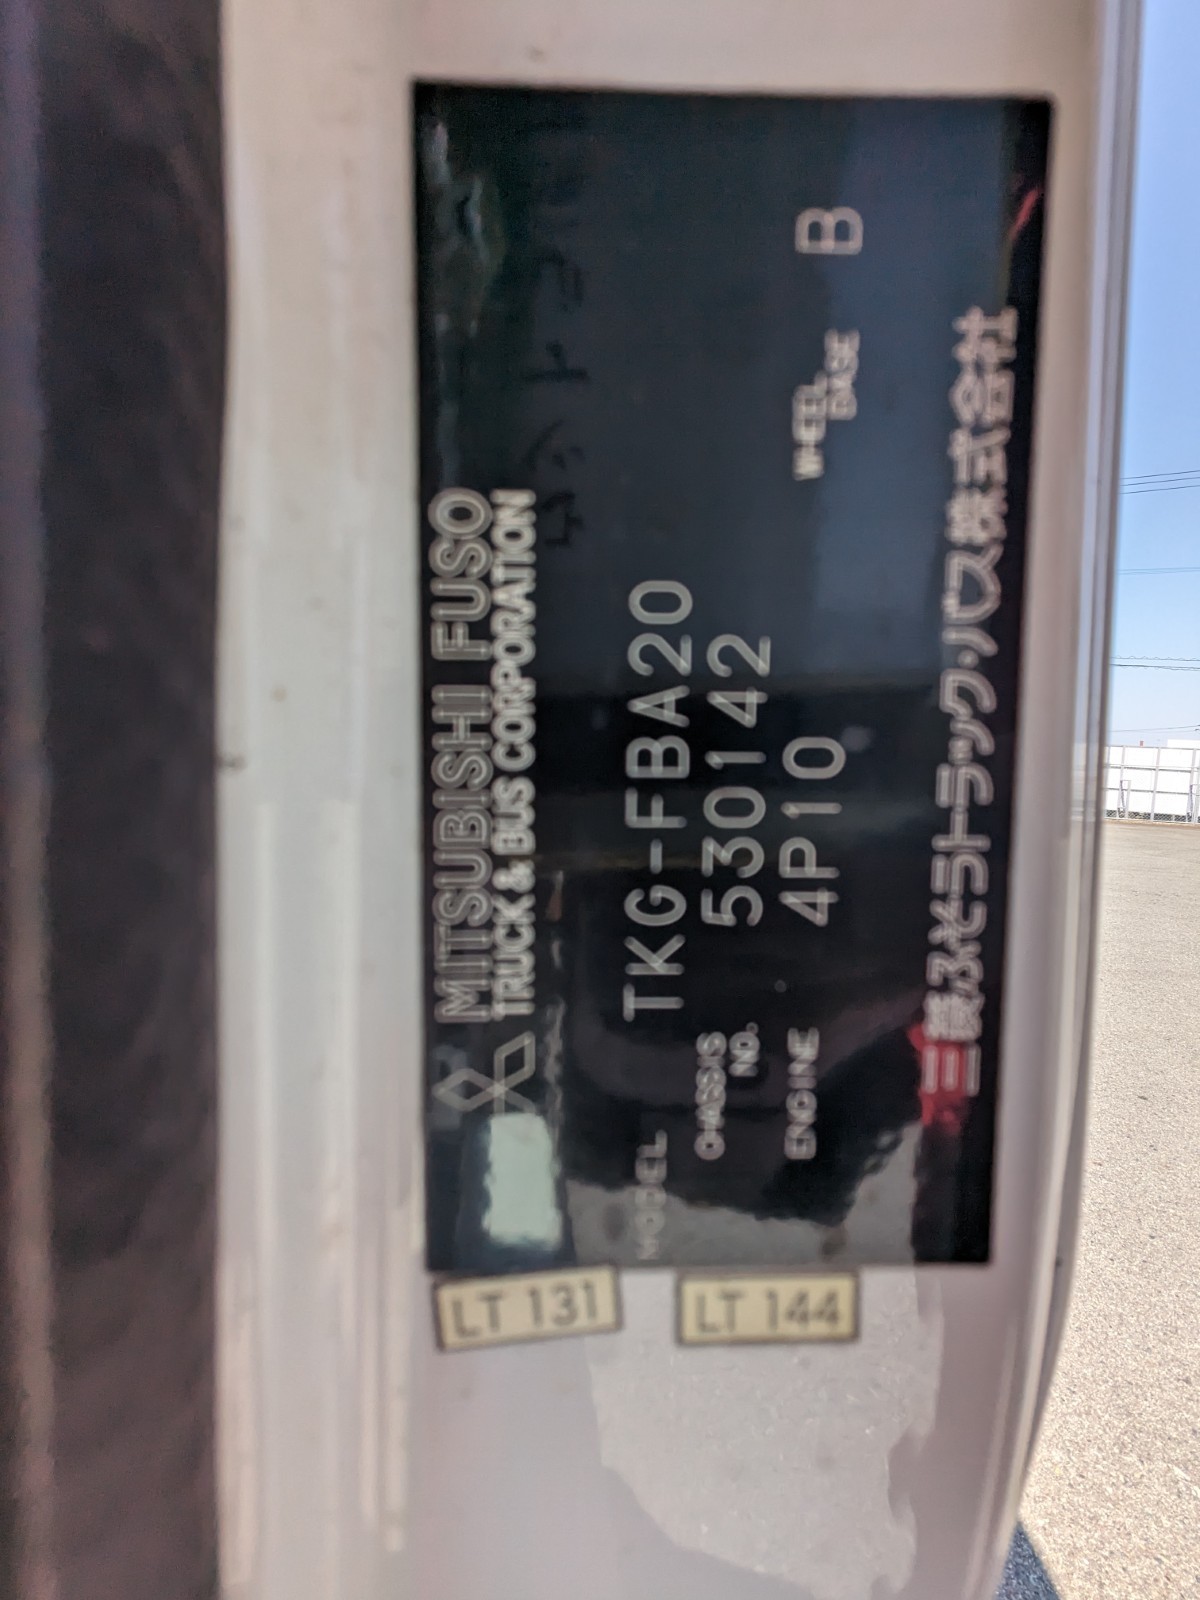 MITSUBISHI FUSO
TRUCK & BUS CORPORATION
MODEL TKG-FBA20
CHASSIS NO. 530142
ENGINE 4P10
WHEEL BASE B
三菱ふそうトラック・バス株式会社
LT 131
LT 144